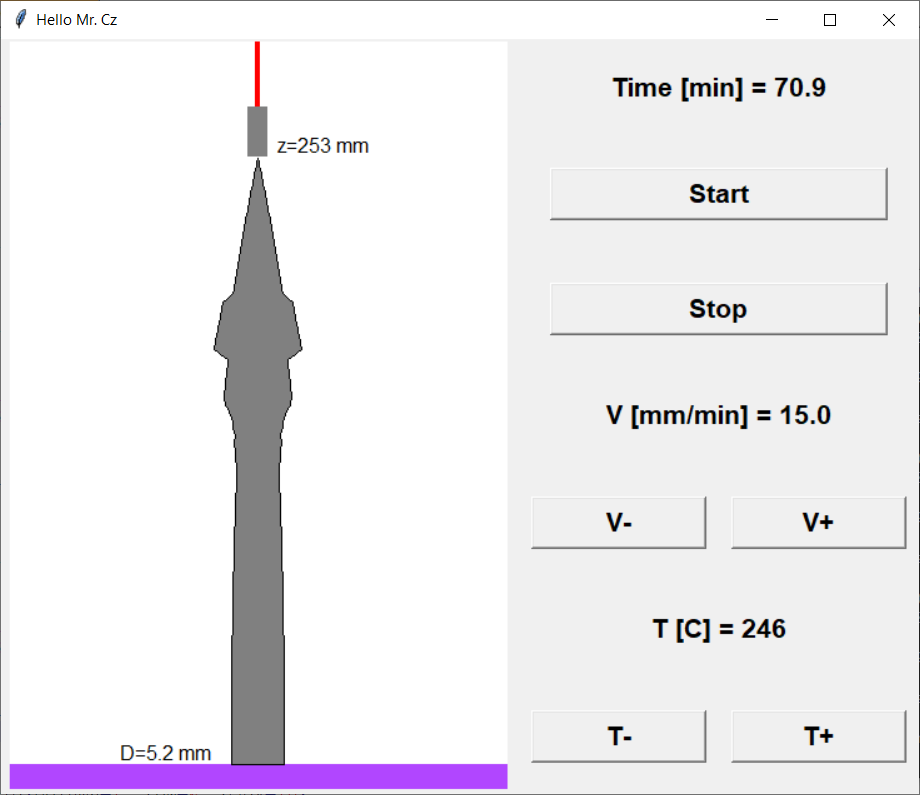 Hello Mr. Cz
z=253 mm
D=5.2 mm
Time [min] = 70.9
Start
Stop
V [mm/min] = 15.0
V-
V+
T [C] = 246
T-
T+